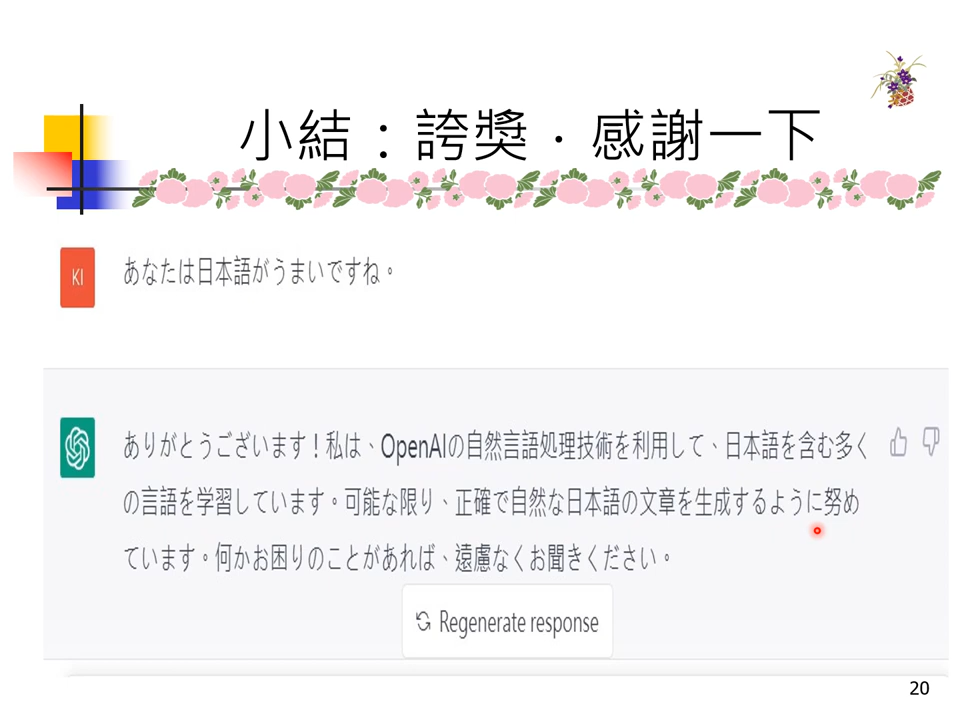 小結：誇獎．感謝一下
KI
あなたは日本語がうまいですね。
ありがとうございます！私は、OpenAIの自然言語処理技術を利用して、日本語を含む多く
の言語を学習しています。可能な限り、正確で自然な日本語の文章を生成するように努め
ています。何かお困りのことがあれば、遠慮なくお聞きください。
Regenerate response
20